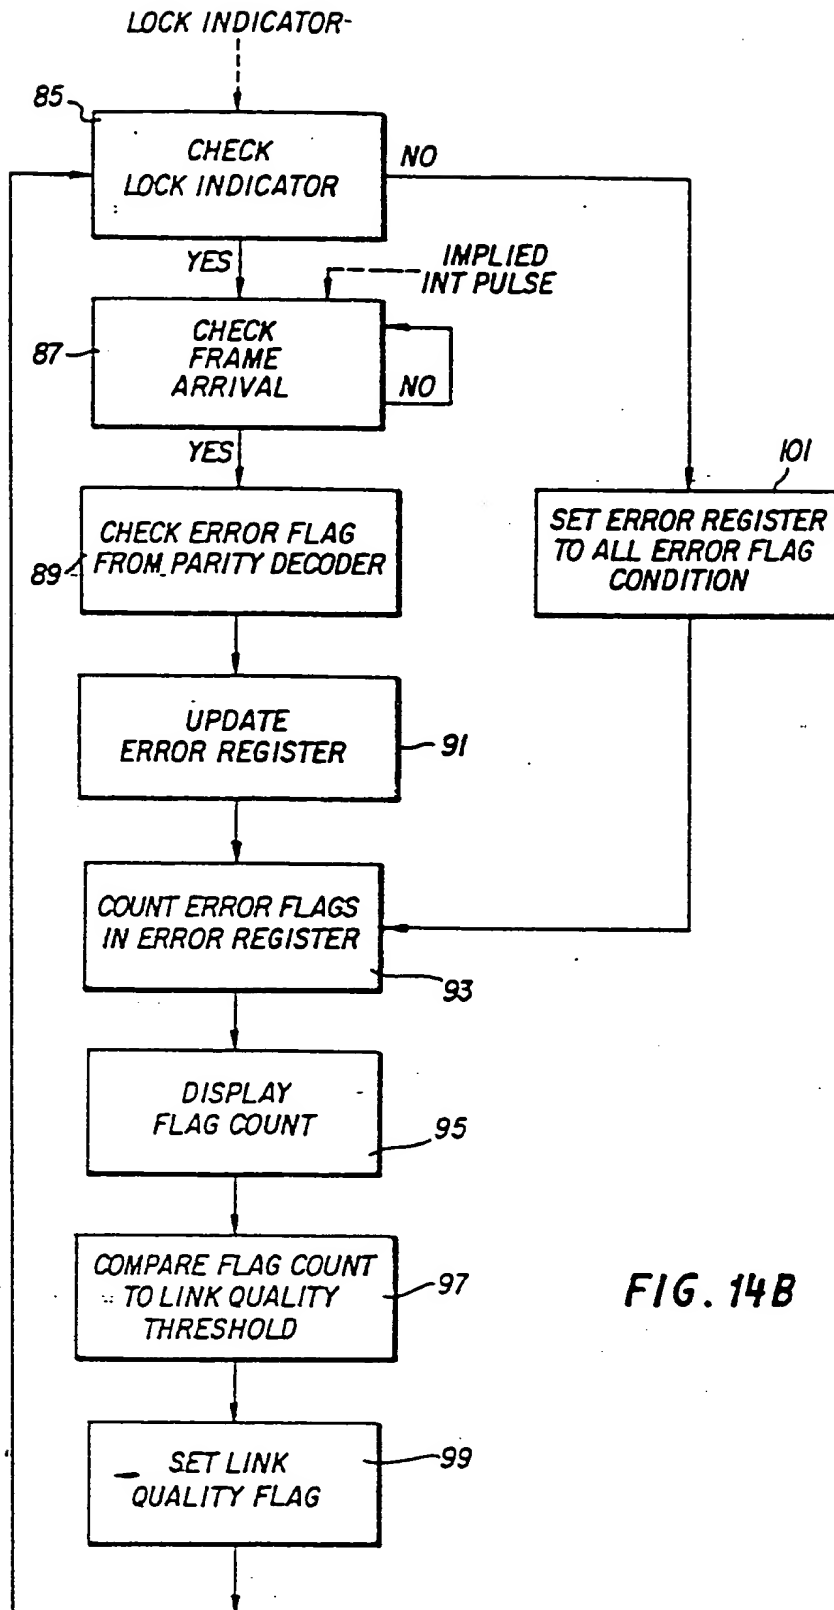 LOCK INDICATOR
85
CHECK
LOCK INDICATOR
NO
YES
IMPLIED
INT PULSE
87
CHECK
FRAME
ARRIVAL
NO
YES
101
89
CHECK ERROR FLAG
FROM PARITY DECODER
SET ERROR REGISTER
TO ALL ERROR FLAG
CONDITION
UPDATE
ERROR REGISTER
91
COUNT ERROR FLAGS
IN ERROR REGISTER
93
DISPLAY
FLAG COUNT
95
COMPARE FLAG COUNT
TO LINK QUALITY
THRESHOLD
97
FIG. 14B
SET LINK
QUALITY FLAG
99